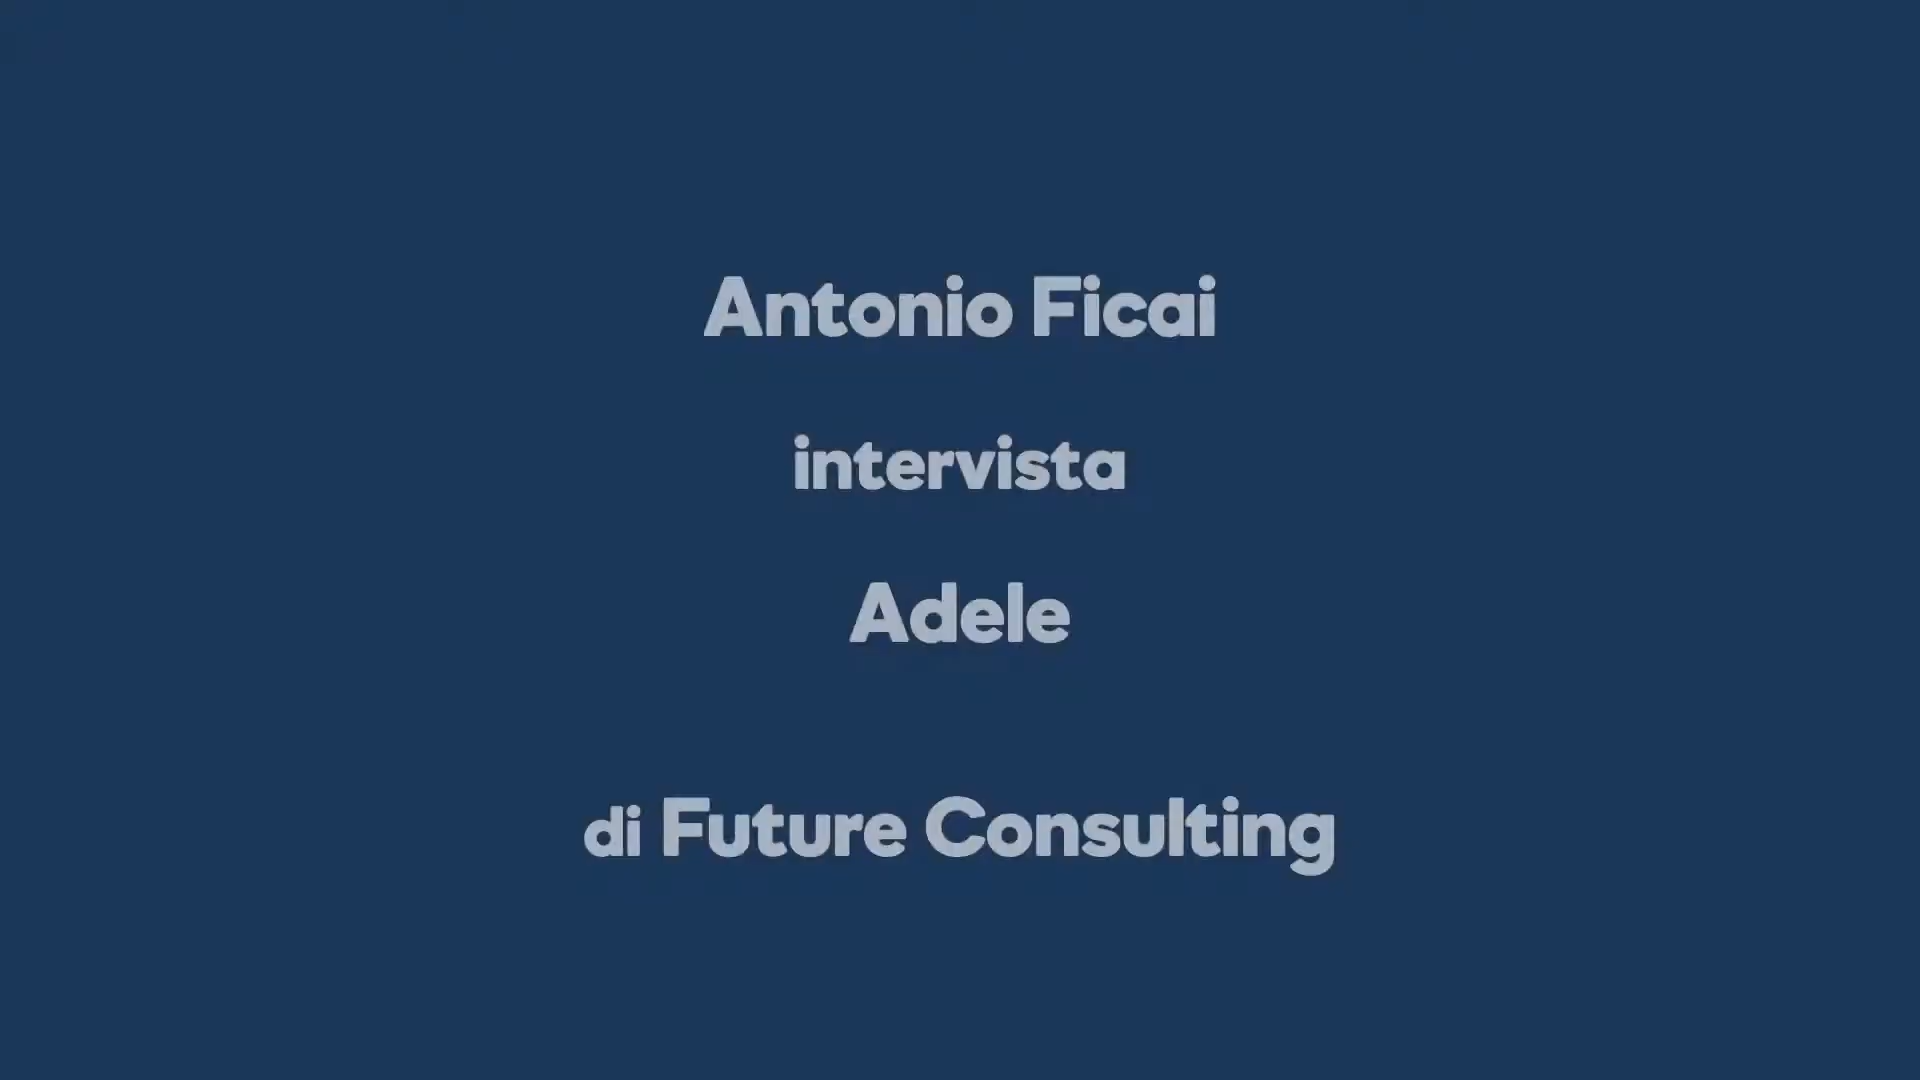 Antonio Ficai
intervista
Adele
di Future Consulting